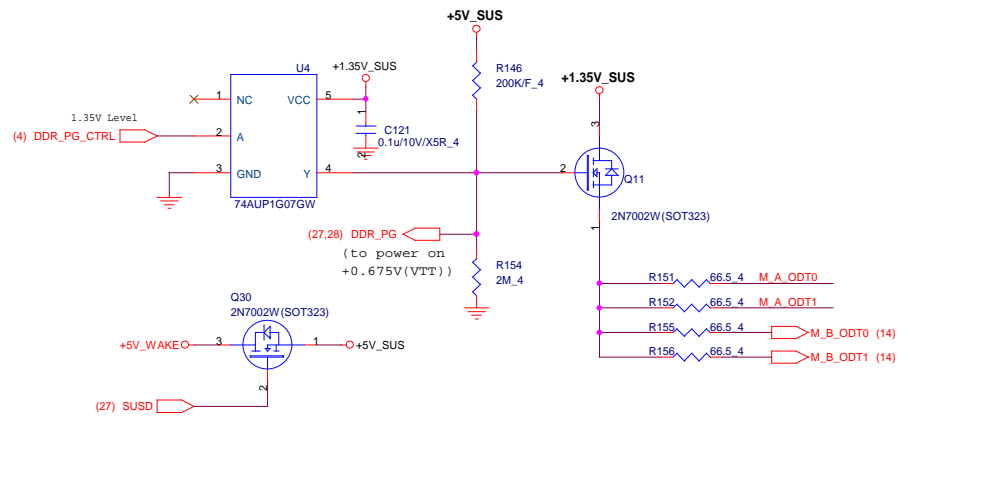 +5V_SUS
U4
+1.35V_SUS
R146
200K/F_4
+1.35V_SUS
1 NC
VCC 5
1
C121
0.1u/10V/X5R_4
2
1.35V Level
(4) DDR_PG_CTRL
2 A
3 GND
Y 4
74AUP1G07GW
3
2
Q11
2N7002W(SOT323)
1
(27,28) DDR_PG
(to power on
+0.675V(VTT))
R154
2M_4
R151 66.5_4 M_A_ODT0
R152 66.5_4 M_A_ODT1
R155 66.5_4 M_B_ODT0 (14)
R156 66.5_4 M_B_ODT1 (14)
Q30
2N7002W(SOT323)
+5V_WAKE 3 1 +5V_SUS
2
(27) SUSD